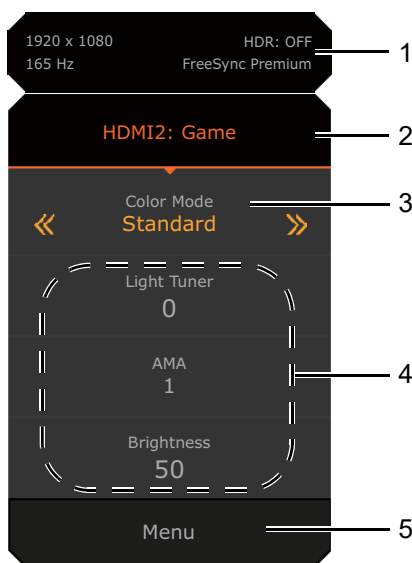 1920 x 1080 HDR: OFF 1
165 Hz FreeSync Premium
HDMI2: Game 2
Color Mode 3
Standard
Light Tuner
0
AMA 4
1
Brightness
50
Menu 5